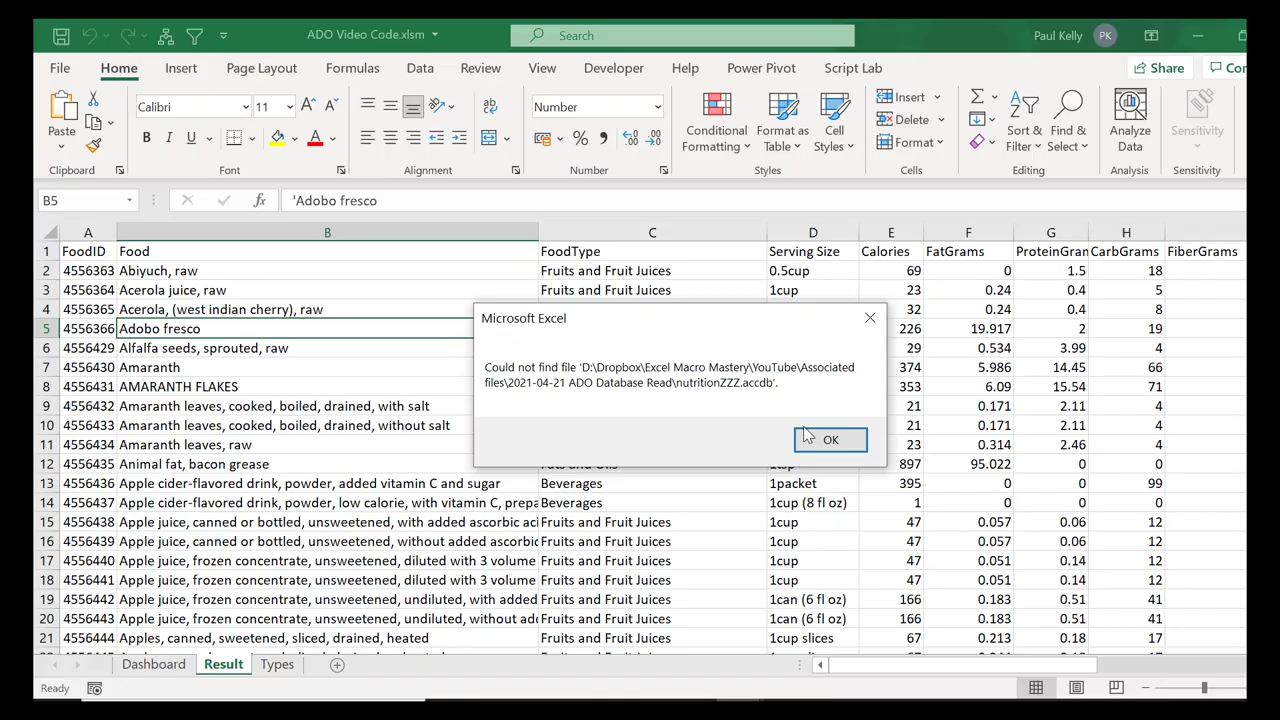 ADO Video Code.xlsm
Search
Paul Kelly
PK
File
Home
Insert
Page Layout
Formulas
Data
Review
View
Developer
Help
Power Pivot
Script Lab
Share
Paste
Clipboard
Calibri
11
B I U
Font
Alignment
Number
Number
Conditional Formatting
Format as Table
Cell Styles
Styles
Insert
Delete
Format
Cells
Sort & Filter
Find & Select
Editing
Analyze Data
Analysis
Sensitivity
Sensitivity
B5
fx
'Adobo fresco
A B C D E F G H I
1 FoodID Food FoodType Serving Size Calories FatGrams ProteinGram CarbGrams FiberGrams
2 4556363 Abiyuch, raw Fruits and Fruit Juices 0.5cup 69 0 1.5 18
3 4556364 Acerola juice, raw Fruits and Fruit Juices 1cup 23 0.24 0.4 5
4 4556365 Acerola, (west indian cherry), raw 32 0.24 0.4 8
5 4556366 Adobo fresco 226 19.917 2 19
6 4556429 Alfalfa seeds, sprouted, raw 29 0.534 3.99 4
7 4556430 Amaranth 374 5.986 14.45 66
8 4556431 AMARANTH FLAKES 353 6.09 15.54 71
9 4556432 Amaranth leaves, cooked, boiled, drained, with salt 21 0.171 2.11 4
10 4556433 Amaranth leaves, cooked, boiled, drained, without salt 21 0.171 2.11 4
11 4556434 Amaranth leaves, raw 23 0.314 2.46 4
12 4556435 Animal fat, bacon grease Fats and Oils 1tsp 897 95.022 0 0
13 4556436 Apple cider-flavored drink, powder, added vitamin C and sugar Beverages 1packet 395 0 0 99
14 4556437 Apple cider-flavored drink, powder, low calorie, with vitamin C, prepa Beverages 1cup (8 fl oz) 1 0 0 0
15 4556438 Apple juice, canned or bottled, unsweetened, with added ascorbic aci Fruits and Fruit Juices 1cup 47 0.057 0.06 12
16 4556439 Apple juice, canned or bottled, unsweetened, without added ascorbic Fruits and Fruit Juices 1cup 47 0.057 0.06 12
17 4556440 Apple juice, frozen concentrate, unsweetened, diluted with 3 volume Fruits and Fruit Juices 1cup 47 0.051 0.14 12
18 4556441 Apple juice, frozen concentrate, unsweetened, diluted with 3 volume Fruits and Fruit Juices 1cup 47 0.051 0.14 12
19 4556442 Apple juice, frozen concentrate, unsweetened, undiluted, with added Fruits and Fruit Juices 1can (6 fl oz) 166 0.183 0.51 41
20 4556443 Apple juice, frozen concentrate, unsweetened, undiluted, without ad Fruits and Fruit Juices 1can (6 fl oz) 166 0.183 0.51 41
21 4556444 Apples, canned, sweetened, sliced, drained, heated Fruits and Fruit Juices 1cup slices 67 0.213 0.18 17
Microsoft Excel
Could not find file 'D:\Dropbox\Excel Macro Mastery\YouTube\Associated
files\2021-04-21 ADO Database Read\nutritionZZZ.accdb'.
OK
Dashboard
Result
Types
Ready